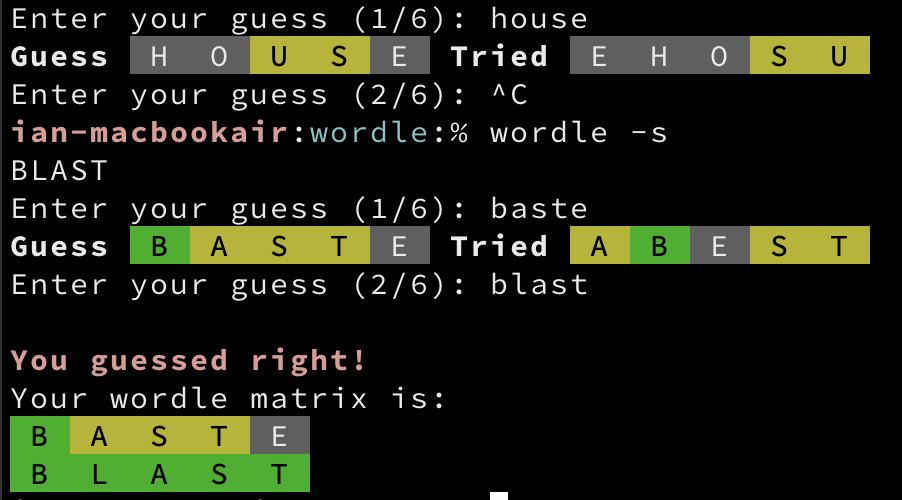 Enter your guess (1/6): house
Guess H O U S E Tried E H O S U
Enter your guess (2/6): ^C
ian-macbookair:wordle:% wordle -s
BLAST
Enter your guess (1/6): baste
Guess B A S T E Tried A B E S T
Enter your guess (2/6): blast
You guessed right!
Your wordle matrix is:
B A S T E
B L A S T